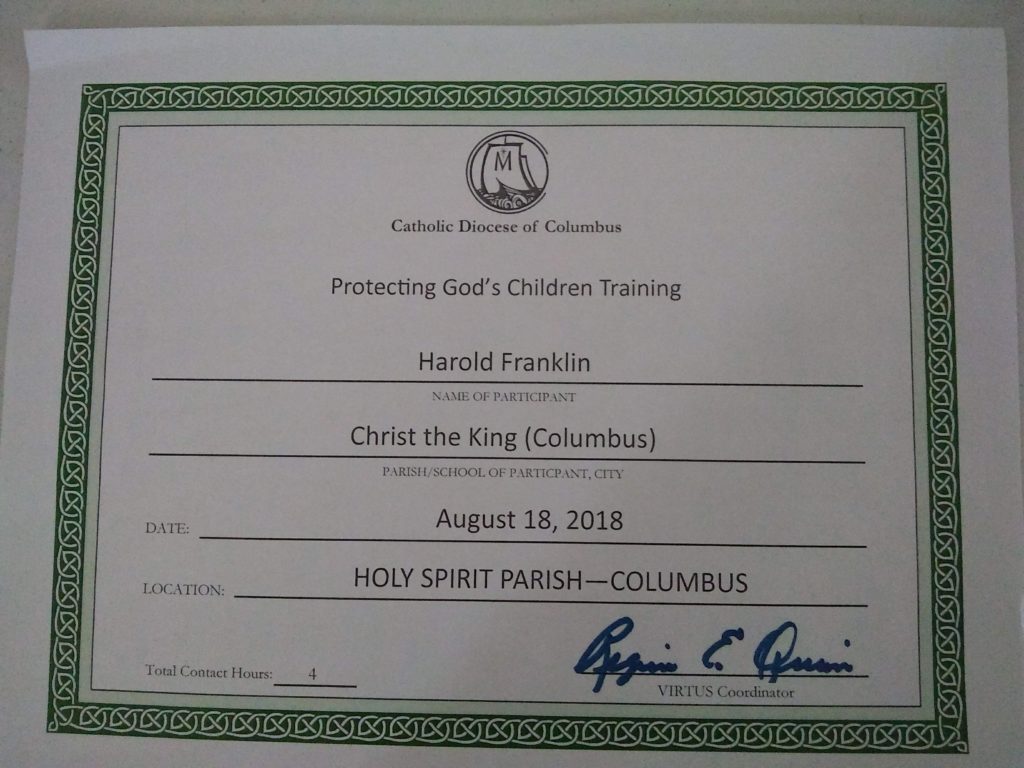 M
Catholic Diocese of Columbus
Protecting God's Children Training
Harold Franklin
NAME OF PARTICIPANT
Christ the King (Columbus)
PARISH/SCHOOL OF PARTICPANT, CITY
DATE: August 18, 2018
LOCATION: HOLY SPIRIT PARISH—COLUMBUS
Total Contact Hours: 4
VIRTUS Coordinator